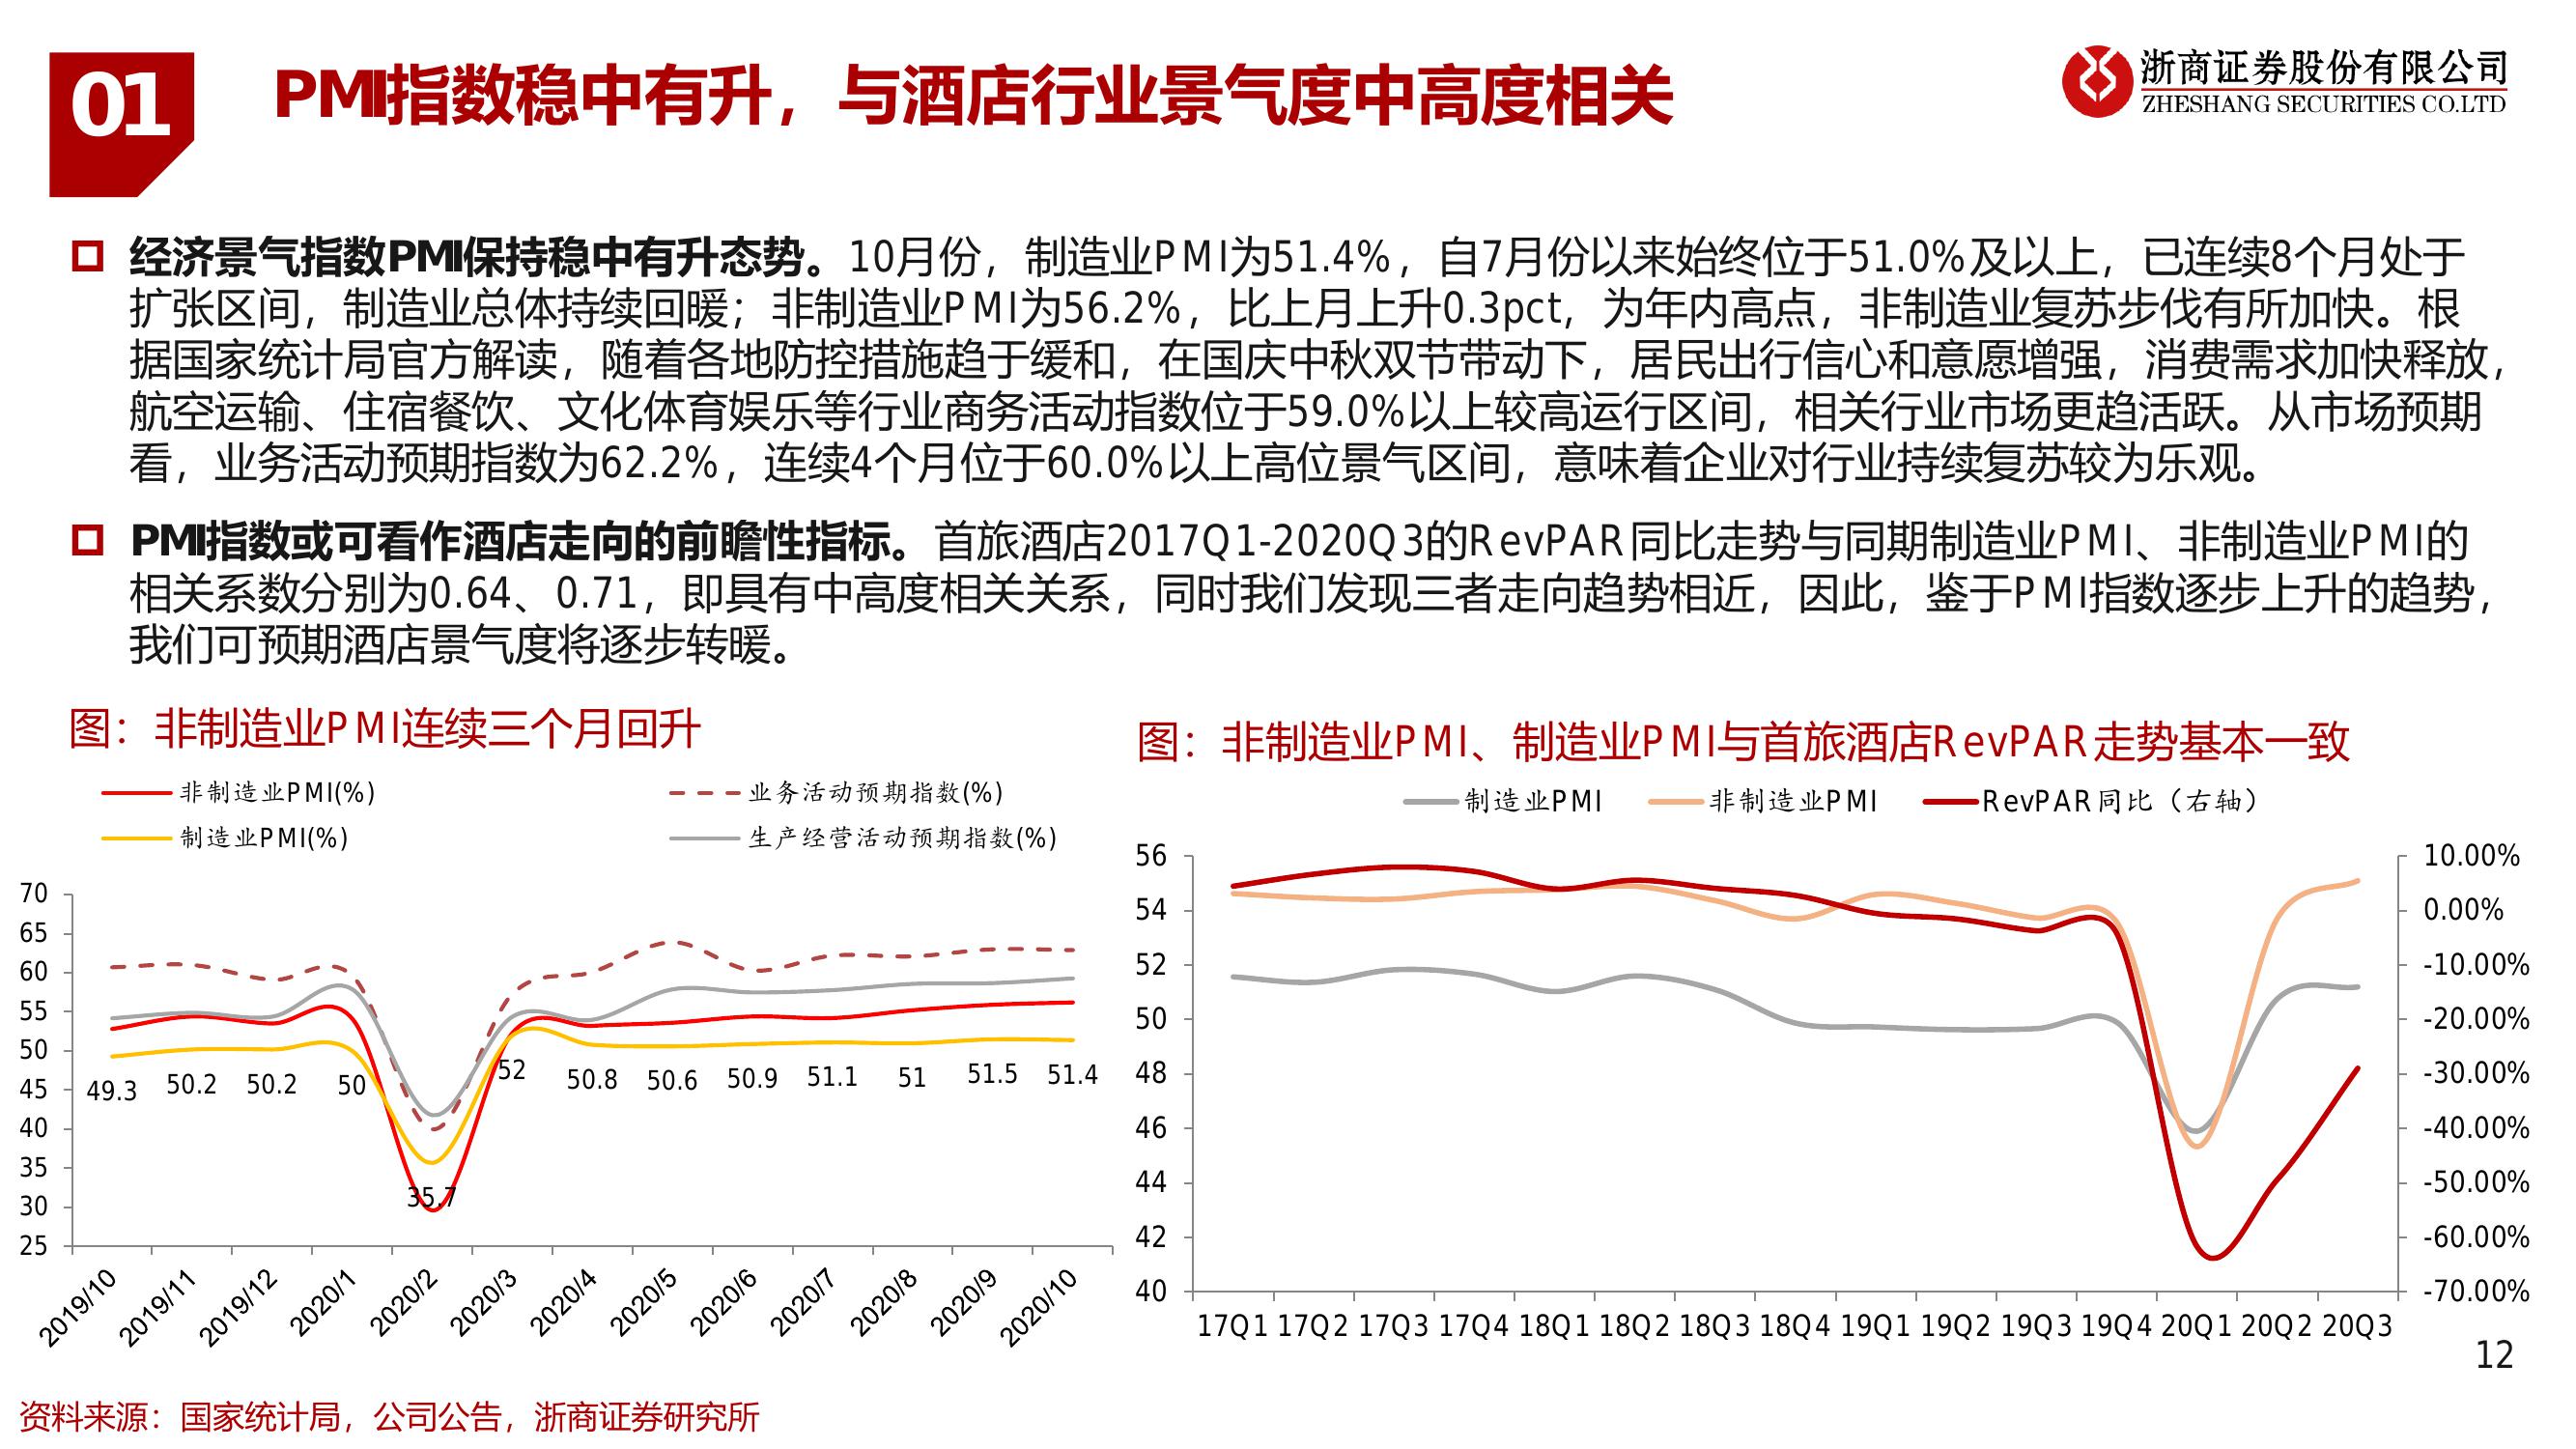 01
PMI指数稳中有升，与酒店行业景气度中高度相关
浙商证券股份有限公司
ZHESHANG SECURITIES CO.LTD
经济景气指数PMI保持稳中有升态势。10月份，制造业PMI为51.4%，自7月份以来始终位于51.0%及以上，已连续8个月处于
扩张区间，制造业总体持续回暖；非制造业PMI为56.2%，比上月上升0.3pct，为年内高点，非制造业复苏步伐有所加快。根
据国家统计局官方解读，随着各地防控措施趋于缓和，在国庆中秋双节带动下，居民出行信心和意愿增强，消费需求加快释放，
航空运输、住宿餐饮、文化体育娱乐等行业商务活动指数位于59.0%以上较高运行区间，相关行业市场更趋活跃。从市场预期
看，业务活动预期指数为62.2%，连续4个月位于60.0%以上高位景气区间，意味着企业对行业持续复苏较为乐观。
PMI指数或可看作酒店走向的前瞻性指标。首旅酒店2017Q1-2020Q3的RevPAR同比走势与同期制造业PMI、非制造业PMI的
相关系数分别为0.64、0.71，即具有中高度相关关系，同时我们发现三者走向趋势相近，因此，鉴于PMI指数逐步上升的趋势，
我们可预期酒店景气度将逐步转暖。
图：非制造业PMI连续三个月回升
非制造业PMI(%) 业务活动预期指数(%)
制造业PMI(%) 生产经营活动预期指数(%)
70
65
60
55
50
45
40
35
30
25
49.3 50.2 50.2 50 35.7 52 50.8 50.6 50.9 51.1 51 51.5 51.4
2019/10 2019/11 2019/12 2020/1 2020/2 2020/3 2020/4 2020/5 2020/6 2020/7 2020/8 2020/9 2020/10
图：非制造业PMI、制造业PMI与首旅酒店RevPAR走势基本一致
制造业PMI 非制造业PMI RevPAR同比（右轴）
56
54
52
50
48
46
44
42
40
10.00%
0.00%
-10.00%
-20.00%
-30.00%
-40.00%
-50.00%
-60.00%
-70.00%
17Q1 17Q2 17Q3 17Q4 18Q1 18Q2 18Q3 18Q4 19Q1 19Q2 19Q3 19Q4 20Q1 20Q2 20Q3
12
资料来源：国家统计局，公司公告，浙商证券研究所